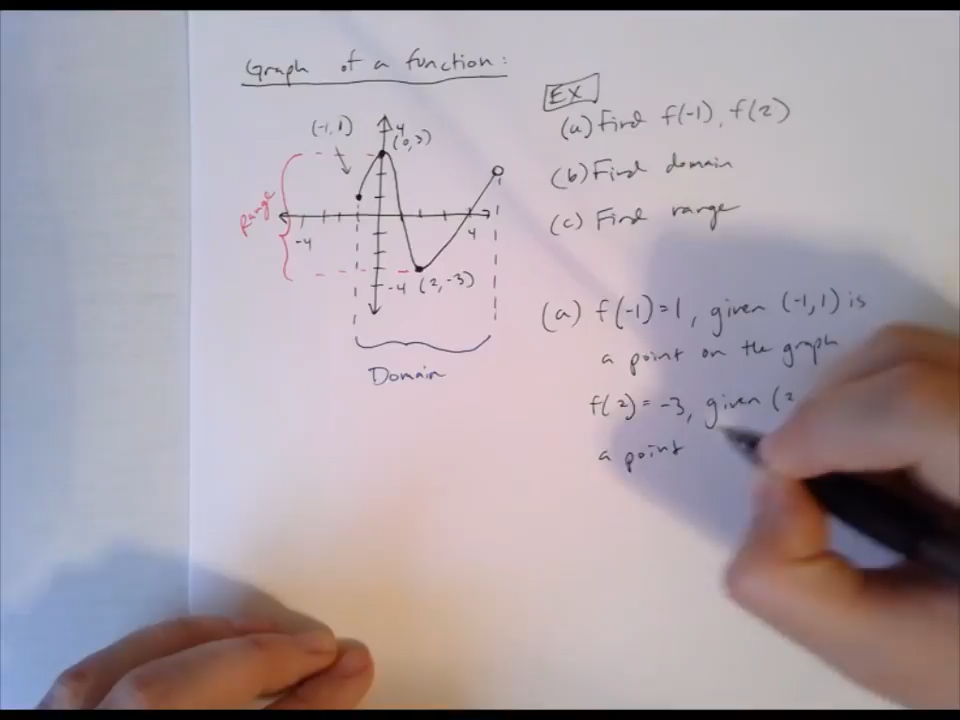 Graph of a function:
EX
(a) Find f(-1), f(2)
(b) Find domain
(c) Find range
(-1, 1)
4
(0, 3)
Range
-4
4
-4
(2, -3)
Domain
(a) f(-1)=1, given (-1,1) is
a point on the graph
f(2) = -3, given (2
a point